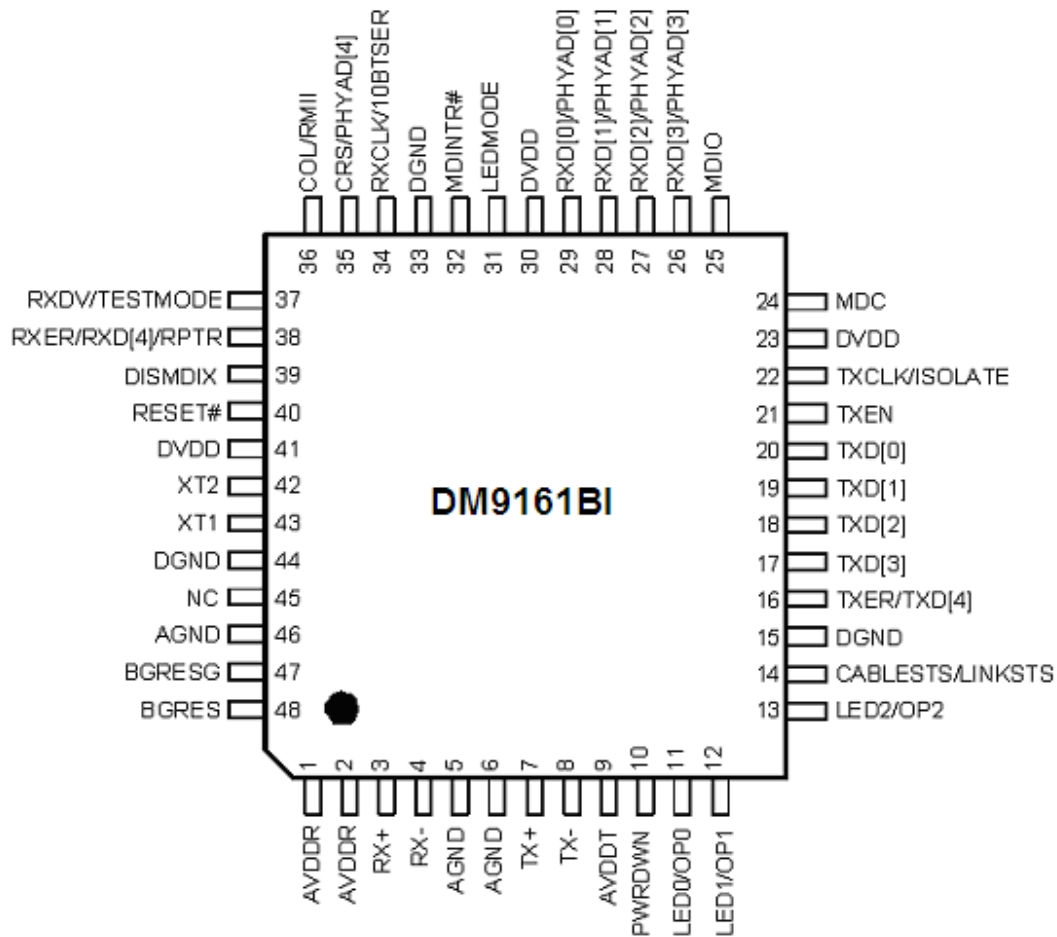 COL/RMII
CRS/PHYAD[4]
RXCLK/10BTSER
DGND
MDINTR#
LEDMODE
DVDD
RXD[0]/PHYAD[0]
RXD[1]/PHYAD[1]
RXD[2]/PHYAD[2]
RXD[3]/PHYAD[3]
MDIO
36
35
34
33
32
31
30
29
28
27
26
25
RXDV/TESTMODE 37
RXER/RXD[4]/RPTR 38
DISMDIX 39
RESET# 40
DVDD 41
XT2 42
XT1 43
DGND 44
NC 45
AGND 46
BGRESG 47
BGRES 48
DM9161BI
24 MDC
23 DVDD
22 TXCLK/ISOLATE
21 TXEN
20 TXD[0]
19 TXD[1]
18 TXD[2]
17 TXD[3]
16 TXER/TXD[4]
15 DGND
14 CABLESTS/LINKSTS
13 LED2/OP2
1
2
3
4
5
6
7
8
9
10
11
12
AVDDR
AVDDR
RX+
RX-
AGND
AGND
TX+
TX-
AVDDT
PWRDWN
LED0/OP0
LED1/OP1